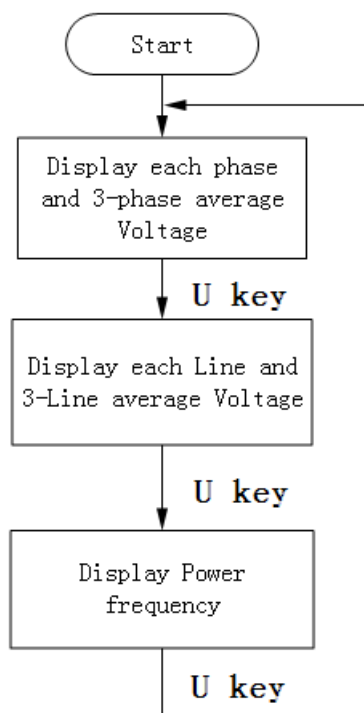 Start
Display each phase
and 3-phase average
Voltage
U key
Display each Line and
3-Line average Voltage
U key
Display Power
frequency
U key